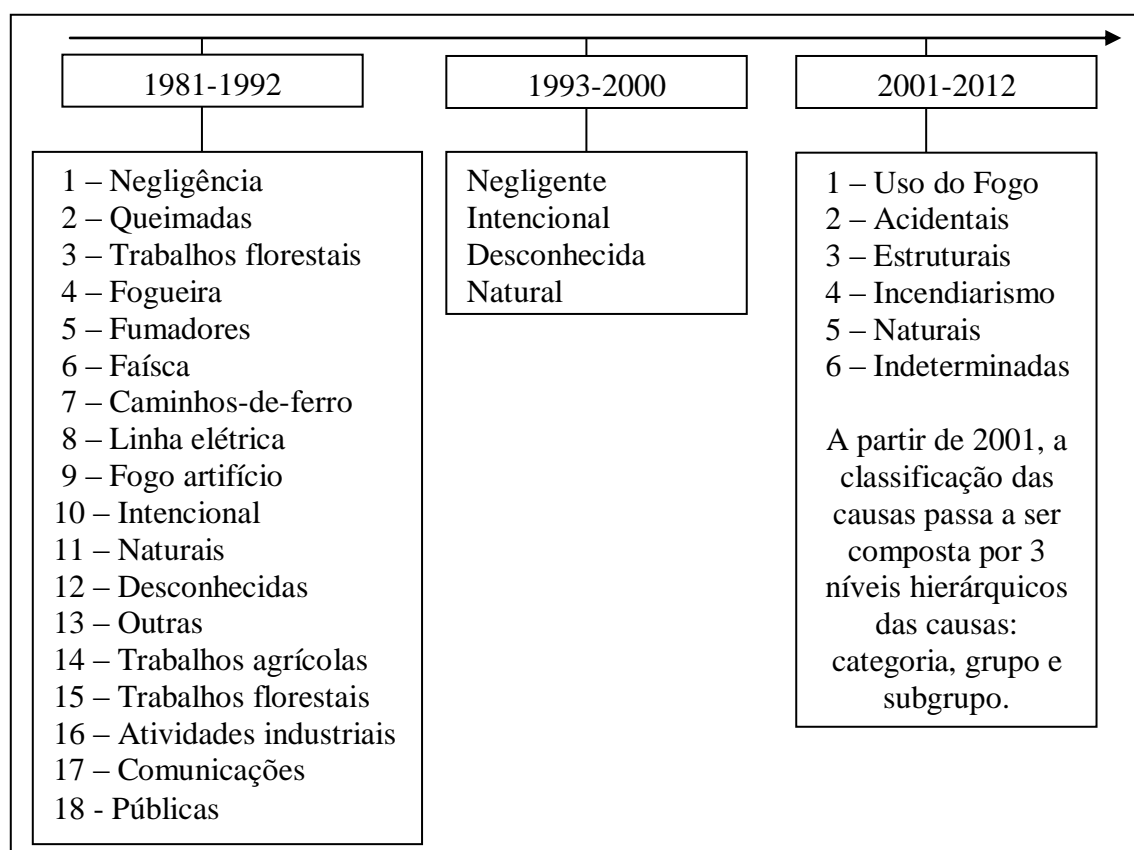 1981-1992
1 – Negligência
2 – Queimadas
3 – Trabalhos florestais
4 – Fogueira
5 – Fumadores
6 – Faísca
7 – Caminhos-de-ferro
8 – Linha elétrica
9 – Fogo artifício
10 – Intencional
11 – Naturais
12 – Desconhecidas
13 – Outras
14 – Trabalhos agrícolas
15 – Trabalhos florestais
16 – Atividades industriais
17 – Comunicações
18 - Públicas
1993-2000
Negligente
Intencional
Desconhecida
Natural
2001-2012
1 – Uso do Fogo
2 – Acidentais
3 – Estruturais
4 – Incendiarismo
5 – Naturais
6 – Indeterminadas
A partir de 2001, a
classificação das
causas passa a ser
composta por 3
níveis hierárquicos
das causas:
categoria, grupo e
subgrupo.